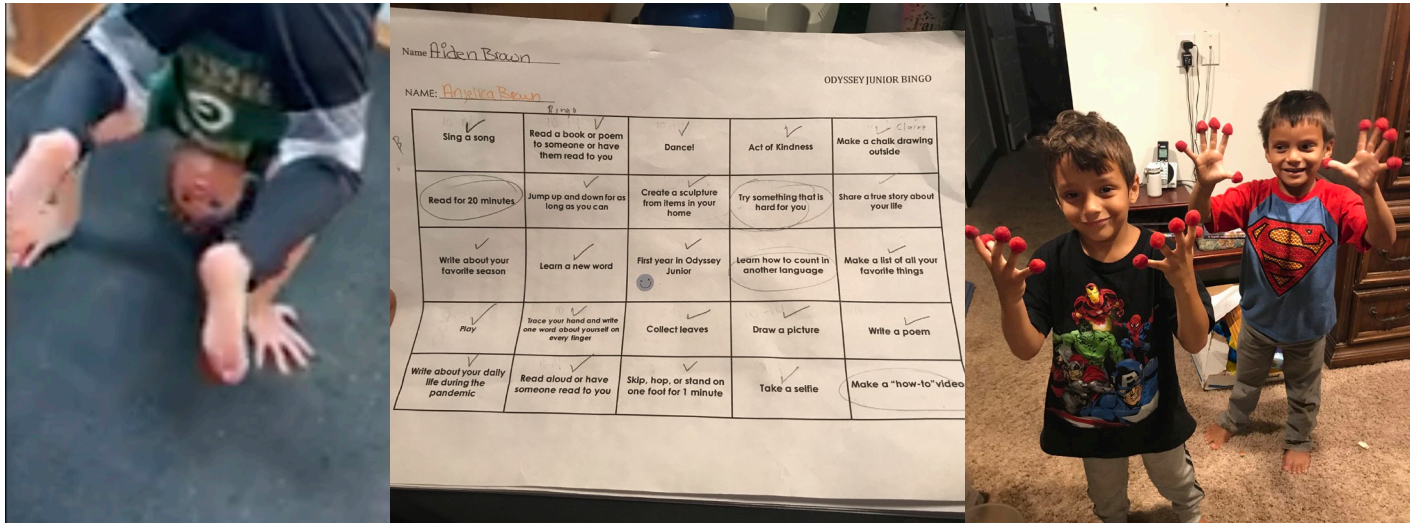 Name Aiden Brown
ODYSSEY JUNIOR BINGO
NAME: Anjelika Brown
Bingo
Sing a song
Read a book or poem
to someone or have
them read to you
Dance!
Act of Kindness
Claire
Make a chalk drawing
outside
Read for 20 minutes
Jump up and down for as
long as you can
Create a sculpture
from items in your
home
Try something that is
hard for you
Share a true story about
your life
Write about your
favorite season
Learn a new word
First year in Odyssey
Junior
Learn how to count in
another language
Make a list of all your
favorite things
Play
Trace your hand and write
one word about yourself on
every finger
Collect leaves
Draw a picture
Write a poem
Write about your daily
life during the
pandemic
Read aloud or have
someone read to you
Skip, hop, or stand on
one foot for 1 minute
Take a selfie
Make a "how-to"video